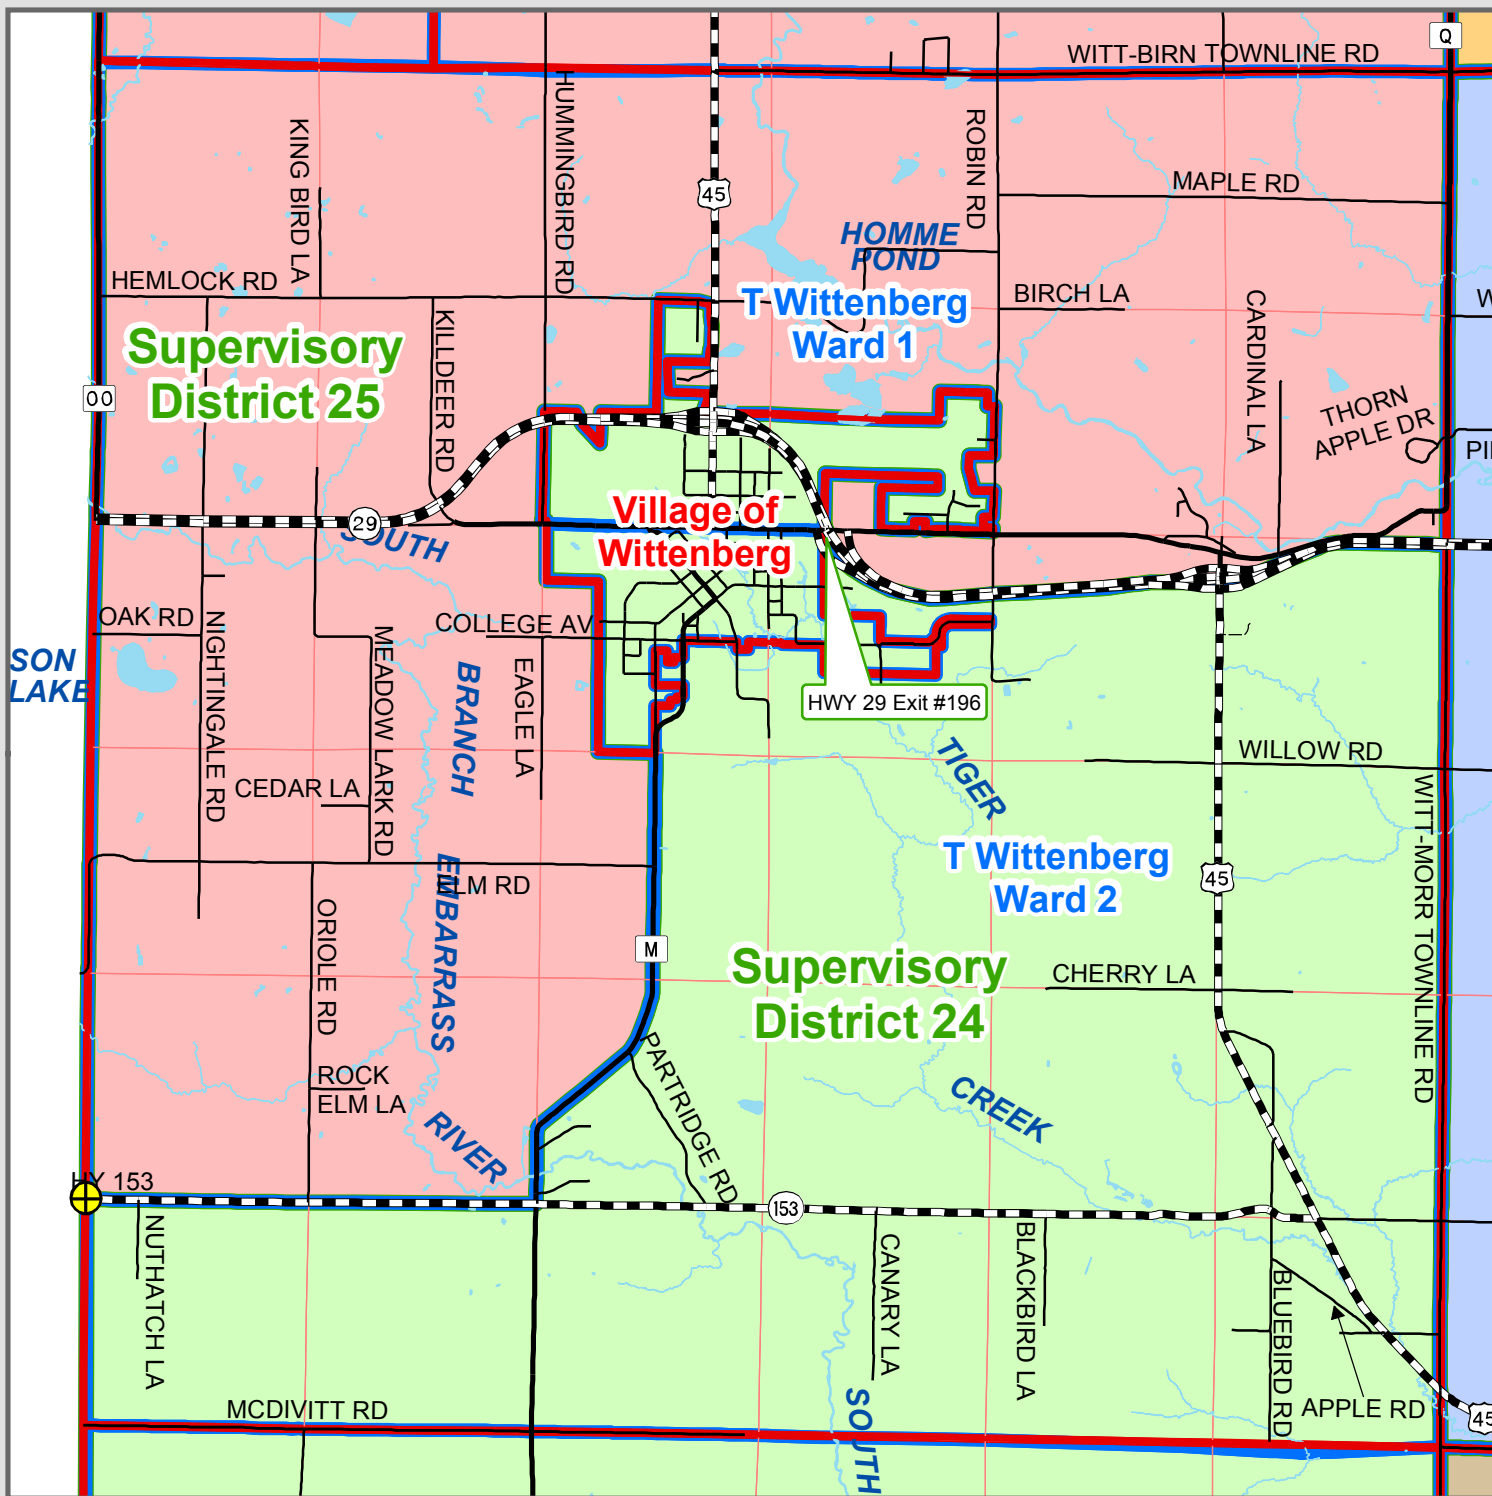 WITT-BIRN TOWNLINE RD
Q
HUMMINGBIRD RD
KING BIRD LA
ROBIN RD
45
MAPLE RD
HOMME
POND
HEMLOCK RD
T Wittenberg
Ward 1
BIRCH LA
CARDINAL LA
W
KILLDEER RD
Supervisory
District 25
OO
THORN
APPLE DR
PI
29
Village of
Wittenberg
SOUTH
OAK RD
NIGHTINGALE RD
MEADOW LARK RD
COLLEGE AV
EAGLE LA
BRANCH
SON
LAKE
HWY 29 Exit #196
TIGER
WILLOW RD
WITT-MORR TOWNLINE RD
CEDAR LA
T Wittenberg
Ward 2
45
EMBARRASS
ELM RD
ORIOLE RD
M
Supervisory
District 24
CHERRY LA
PARTRIDGE RD
ROCK
ELM LA
CREEK
RIVER
HY 153
153
NUTHATCH LA
CANARY LA
BLACKBIRD LA
BLUEBIRD RD
MCDIVITT RD
SOUTH
APPLE RD
45